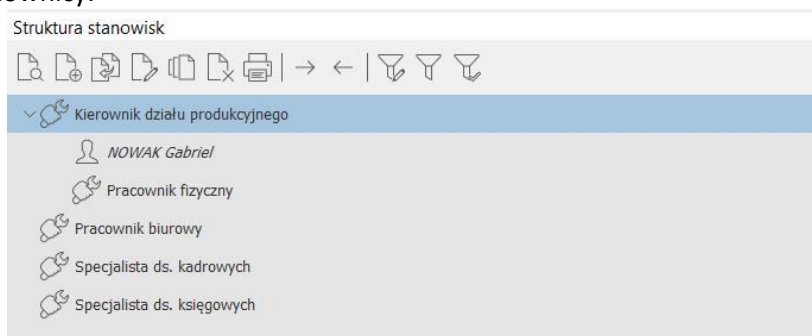 Struktura stanowisk
Kierownik działu produkcyjnego
NOWAK Gabriel
Pracownik fizyczny
Pracownik biurowy
Specjalista ds. kadrowych
Specjalista ds. księgowych